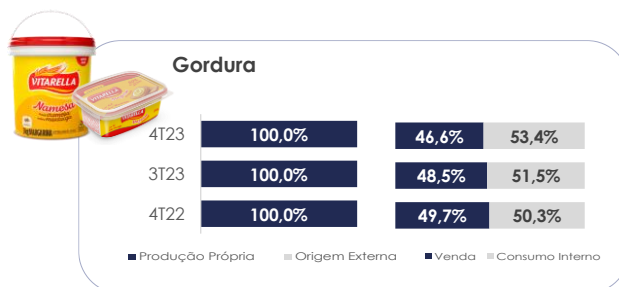 Gordura
VITARELLA
Namesa
VITARELLA
4T23 100,0% 46,6% 53,4%
3T23 100,0% 48,5% 51,5%
4T22 100,0% 49,7% 50,3%
Produção Própria Origem Externa Venda Consumo Interno